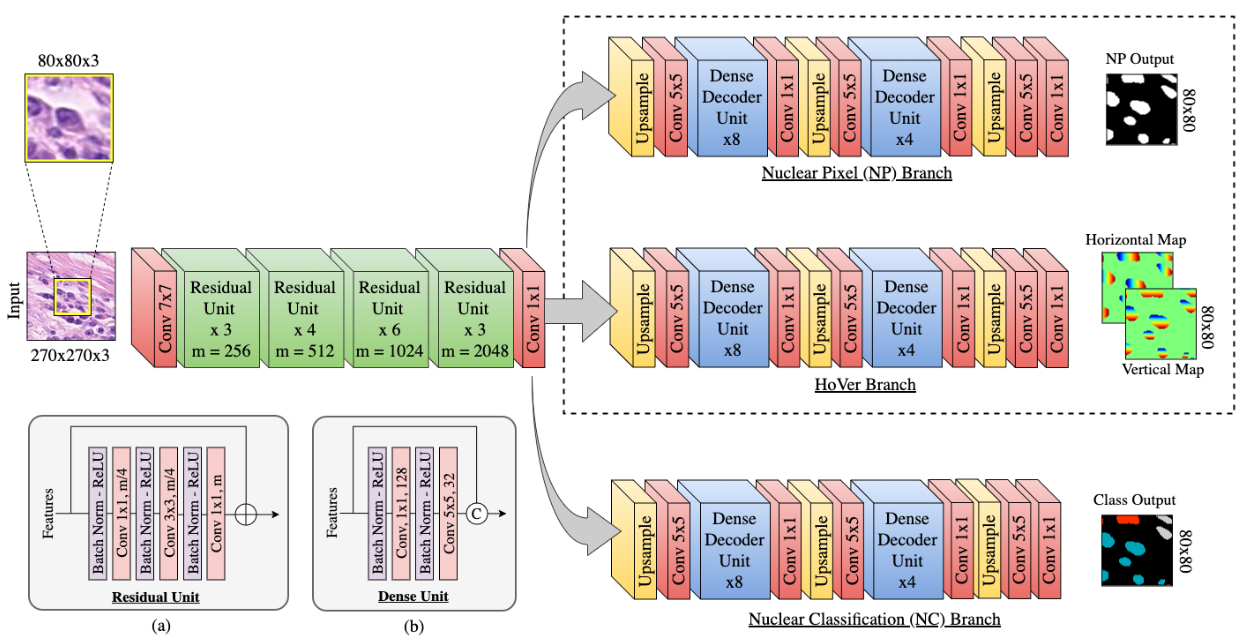 80x80x3
Input
270x270x3
Conv 7x7
Residual
Unit
x 3
m = 256
Residual
Unit
x 4
m = 512
Residual
Unit
x 6
m = 1024
Residual
Unit
x 3
m = 2048
Conv 1x1
Upsample
Conv 5x5
Dense
Decoder
Unit
x8
Conv 1x1
Upsample
Conv 5x5
Dense
Decoder
Unit
x4
Conv 1x1
Upsample
Conv 5x5
Conv 1x1
Nuclear Pixel (NP) Branch
NP Output
80x80
Upsample
Conv 5x5
Dense
Decoder
Unit
x8
Conv 1x1
Upsample
Conv 5x5
Dense
Decoder
Unit
x4
Conv 1x1
Upsample
Conv 5x5
Conv 1x1
HoVer Branch
Horizontal Map
80x80
Vertical Map
Upsample
Conv 5x5
Dense
Decoder
Unit
x8
Conv 1x1
Upsample
Conv 5x5
Dense
Decoder
Unit
x4
Conv 1x1
Upsample
Conv 5x5
Conv 1x1
Nuclear Classification (NC) Branch
Class Output
80x80
Features
Batch Norm - ReLU
Conv 1x1, m/4
Batch Norm - ReLU
Conv 3x3, m/4
Batch Norm - ReLU
Conv 1x1, m
Residual Unit
(a)
Features
Batch Norm - ReLU
Conv, 1x1, 128
Batch Norm - ReLU
Conv 5x5, 32
C
Dense Unit
(b)